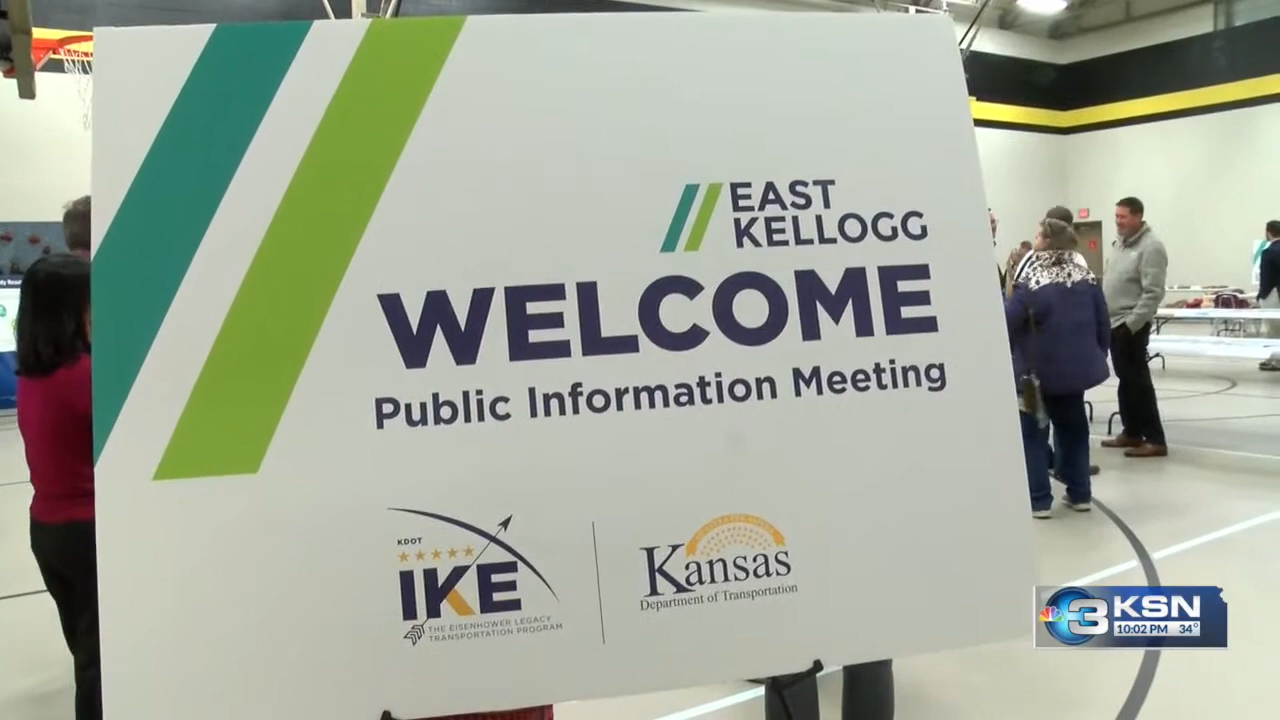 EAST
KELLOGG
WELCOME
Public Information Meeting
KDOT
IKE
THE EISENHOWER LEGACY
TRANSPORTATION PROGRAM
Kansas
Department of Transportation
3 KSN
10:02 PM 34°